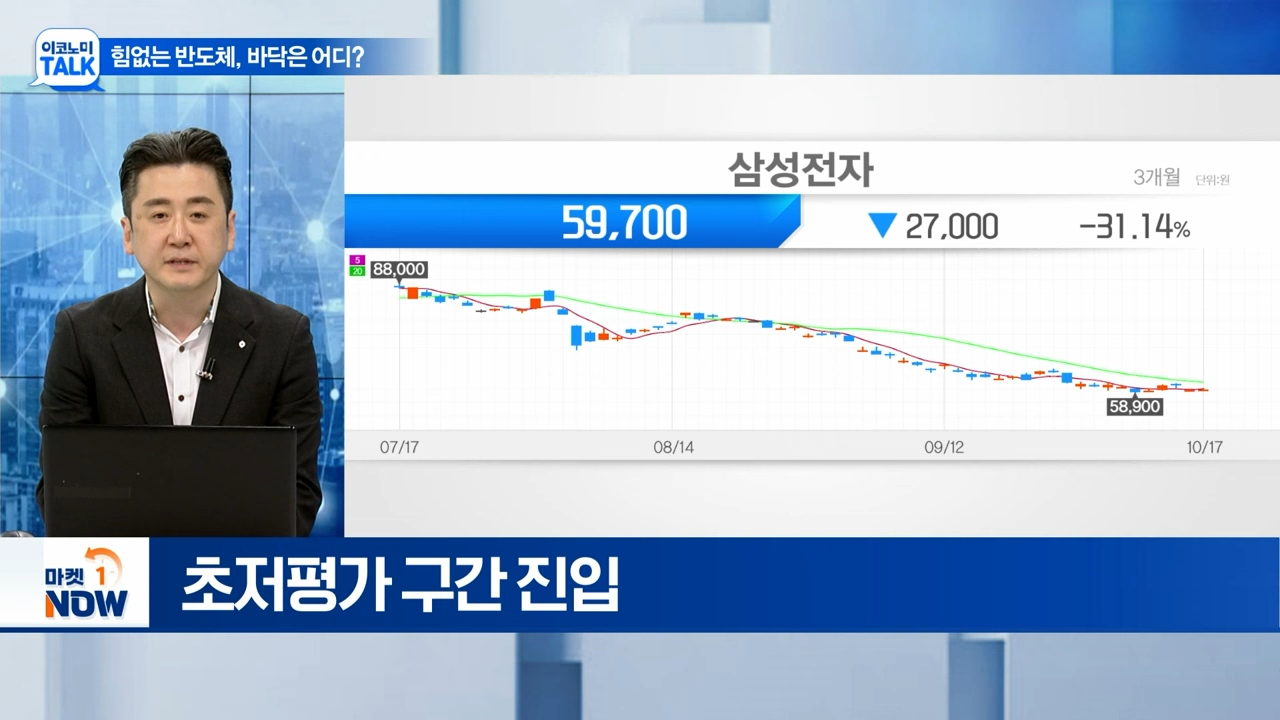 이코노미
TALK
힘없는 반도체, 바닥은 어디?
삼성전자
3개월
단위:원
59,700
▼ 27,000
-31.14%
5
20
88,000
58,900
07/17
08/14
09/12
10/17
마켓 1
NOW
초저평가 구간 진입